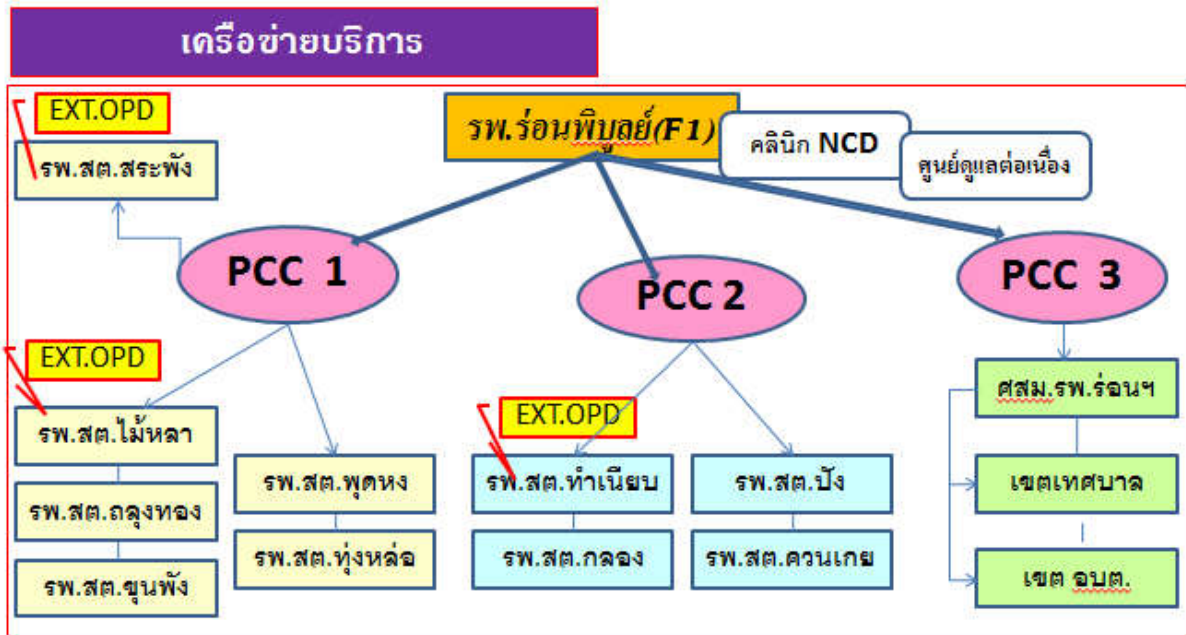 เครือข่ายบริการ
EXT.OPD
รพ.สต.สระพัง
รพ.ร่อนพิบูลย์(F1)
คลินิก NCD
ศูนย์ดูแลต่อเนื่อง
PCC 1
PCC 2
PCC 3
EXT.OPD
รพ.สต.ไม้หลา
รพ.สต.ถลุงทอง
รพ.สต.ขุนพัง
รพ.สต.พุดหง
รพ.สต.ทุ่งหล่อ
EXT.OPD
รพ.สต.ทำเนียบ
รพ.สต.กลอง
รพ.สต.ปัง
รพ.สต.ควนเกย
ศสม.รพ.ร่อนฯ
เขตเทศบาล
เขต อบต.